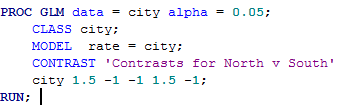 PROC GLM data = city alpha = 0.05;
CLASS city;
MODEL rate = city;
CONTRAST 'Contrasts for North v South'
city 1.5 -1 -1 1.5 -1;
RUN;